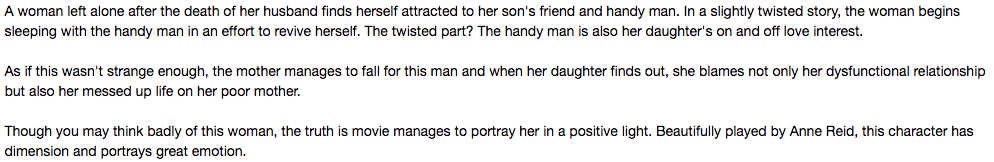 A woman left alone after the death of her husband finds herself attracted to her son's friend and handy man. In a slightly twisted story, the woman begins
sleeping with the handy man in an effort to revive herself. The twisted part? The handy man is also her daughter's on and off love interest.
As if this wasn't strange enough, the mother manages to fall for this man and when her daughter finds out, she blames not only her dysfunctional relationship
but also her messed up life on her poor mother.
Though you may think badly of this woman, the truth is movie manages to portray her in a positive light. Beautifully played by Anne Reid, this character has
dimension and portrays great emotion.